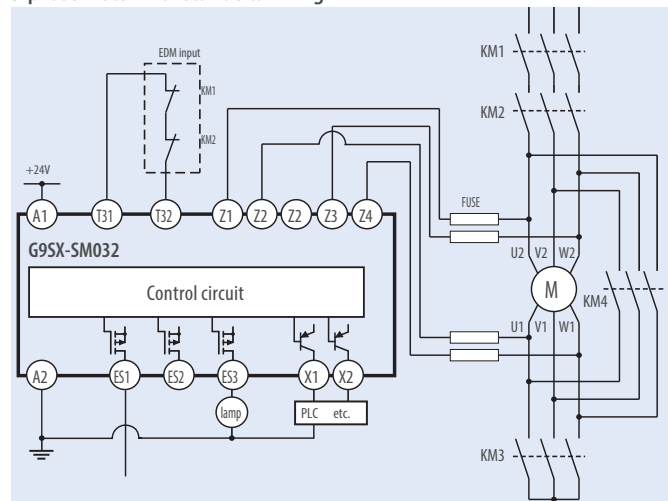 EDM input
KM1
KM2
+24V
A1
T31
T32
Z1
Z2
Z2
Z3
Z4
G9SX-SM032
Control circuit
A2
ES1
ES2
ES3
X1
X2
lamp
PLC etc.
KM1
KM2
FUSE
U2 V2 W2
M
KM4
U1 V1 W1
KM3